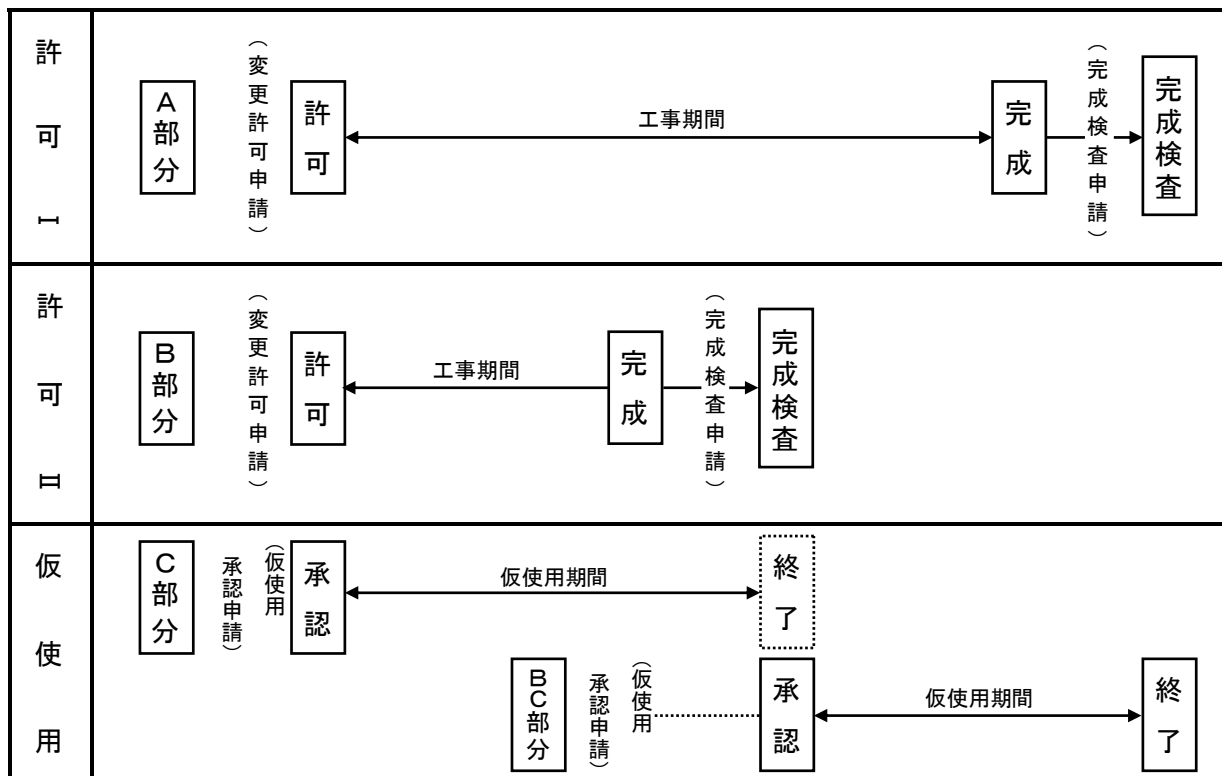 許可Ⅰ
A部分
（変更許可申請）
許可
工事期間
完成
（完成検査申請）
完成検査
許可Ⅱ
B部分
（変更許可申請）
許可
工事期間
完成
（完成検査申請）
完成検査
仮使用
C部分
（仮使用
承認申請）
承認
仮使用期間
終了
BC部分
（仮使用
承認申請）
承認
仮使用期間
終了